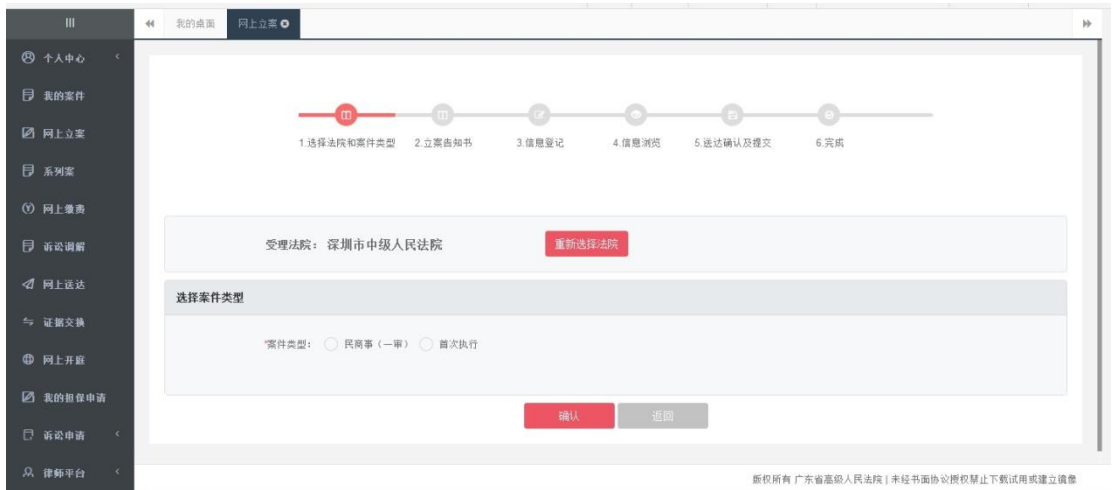 我的桌面 网上立案
个人中心
我的案件
网上立案
系列案
网上缴费
诉讼调解
网上送达
证据交换
网上开庭
我的担保申请
诉讼申请
律师平台
1.选择法院和案件类型 2.立案告知书 3.信息登记 4.信息浏览 5.送达确认及提交 6.完成
受理法院：深圳市中级人民法院 重新选择法院
选择案件类型
*案件类型： 民商事（一审） 首次执行
确认 返回
版权所有 广东省高级人民法院 | 未经书面协议授权禁止下载试用或建立镜像